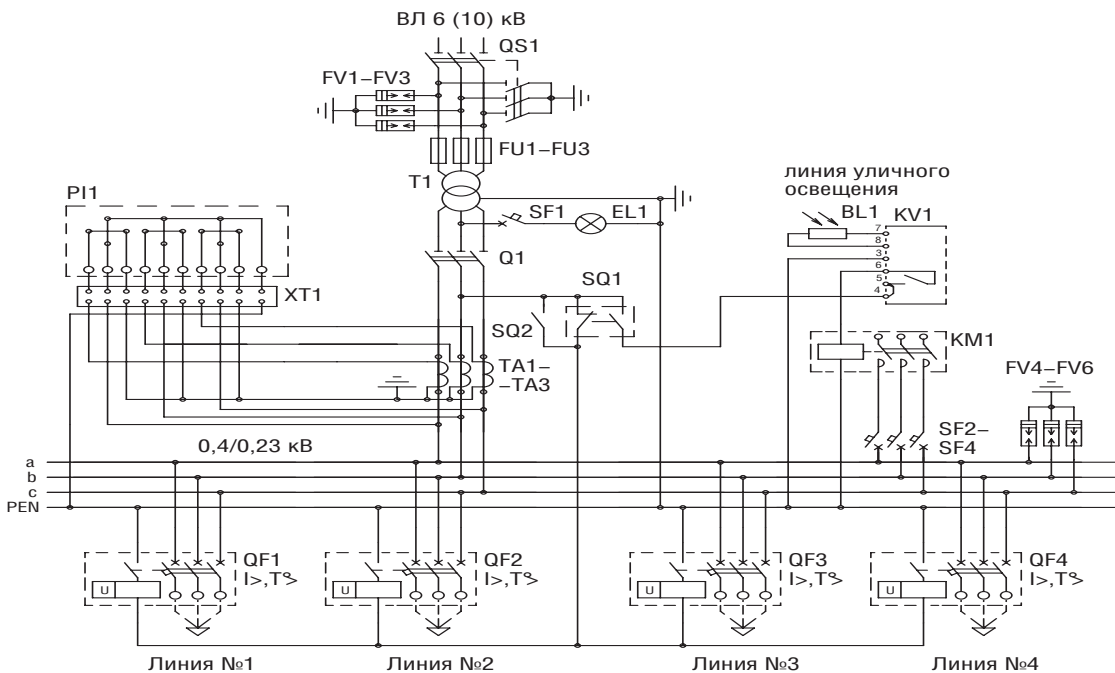 ВЛ 6 (10) кВ
QS1
FV1–FV3
FU1–FU3
T1
PI1
SF1
EL1
линия уличного
освещения
BL1
KV1
7
8
3
6
5
4
Q1
XT1
SQ1
SQ2
KM1
TA1–
–TA3
FV4–FV6
SF2–
SF4
0,4/0,23 кВ
a
b
c
PEN
QF1
I>,T°>
U
QF2
I>,T°>
U
QF3
I>,T°>
U
QF4
I>,T°>
U
Линия №1
Линия №2
Линия №3
Линия №4